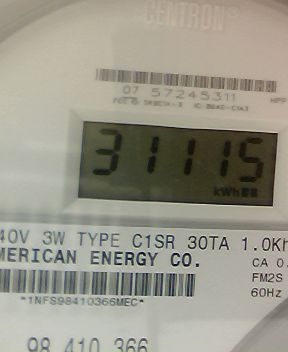 CENTRON®
07 57245311
31115
kWh
40V 3W TYPE C1SR 30TA 1.0Kh
MERICAN ENERGY CO.
CA 0.
FM2S
60Hz
*1NFS98410366MEC*
98 410 366